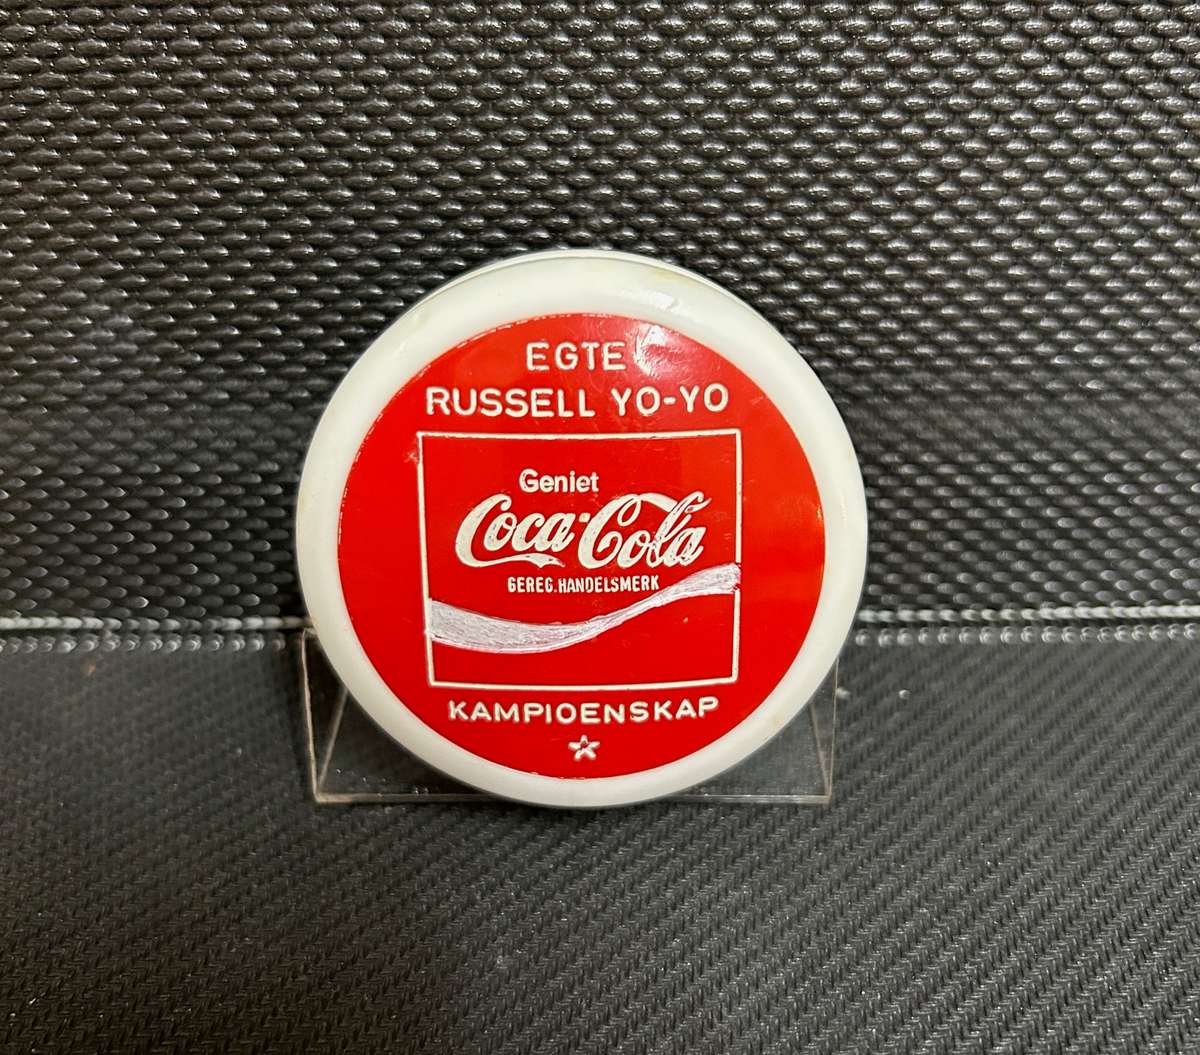 EGTE
RUSSELL YO-YO
Geniet
Coca-Cola
GEREG. HANDELSMERK
KAMPIOENSKAP